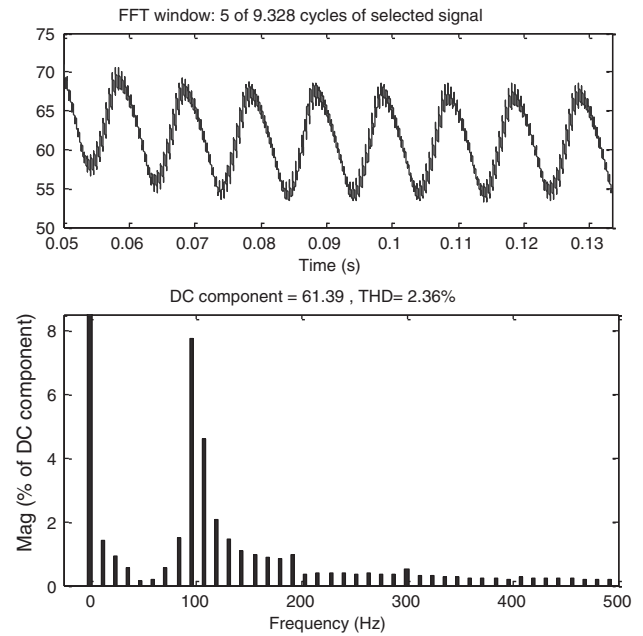 FFT window: 5 of 9.328 cycles of selected signal
75
70
65
60
55
50
0.05 0.06 0.07 0.08 0.09 0.1 0.11 0.12 0.13
Time (s)
DC component = 61.39 , THD= 2.36%
Mag (% of DC component)
8
6
4
2
0
0 100 200 300 400 500
Frequency (Hz)